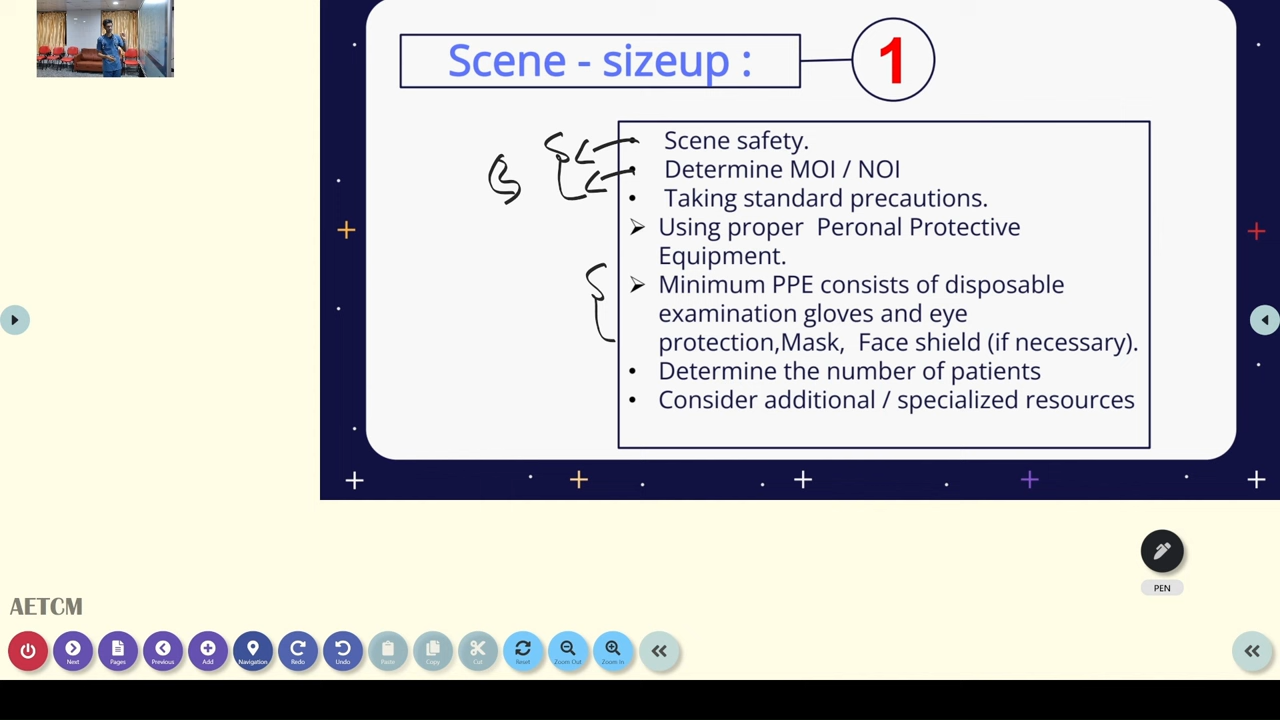 Scene - sizeup :
1
Scene safety.
Determine MOI / NOI
Taking standard precautions.
Using proper Peronal Protective
Equipment.
Minimum PPE consists of disposable
examination gloves and eye
protection,Mask, Face shield (if necessary).
Determine the number of patients
Consider additional / specialized resources
PEN
AETCM
Next
Pages
Previous
Add
Navigation
Redo
Undo
Paste
Copy
Cut
Reset
Zoom Out
Zoom In